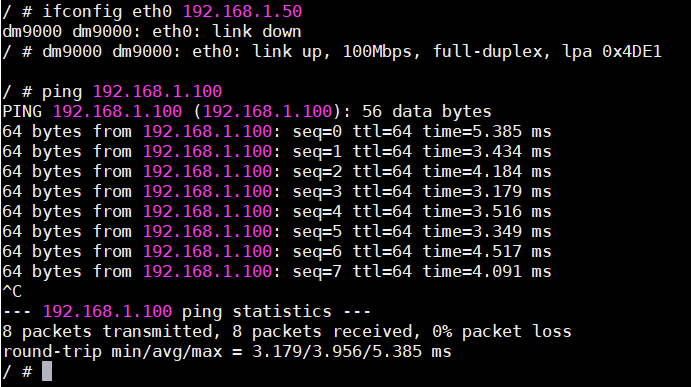 / # ifconfig eth0 192.168.1.50
dm9000 dm9000: eth0: link down
/ # dm9000 dm9000: eth0: link up, 100Mbps, full-duplex, lpa 0x4DE1
/ # ping 192.168.1.100
PING 192.168.1.100 (192.168.1.100): 56 data bytes
64 bytes from 192.168.1.100: seq=0 ttl=64 time=5.385 ms
64 bytes from 192.168.1.100: seq=1 ttl=64 time=3.434 ms
64 bytes from 192.168.1.100: seq=2 ttl=64 time=4.184 ms
64 bytes from 192.168.1.100: seq=3 ttl=64 time=3.179 ms
64 bytes from 192.168.1.100: seq=4 ttl=64 time=3.516 ms
64 bytes from 192.168.1.100: seq=5 ttl=64 time=3.349 ms
64 bytes from 192.168.1.100: seq=6 ttl=64 time=4.517 ms
64 bytes from 192.168.1.100: seq=7 ttl=64 time=4.091 ms
^C
--- 192.168.1.100 ping statistics ---
8 packets transmitted, 8 packets received, 0% packet loss
round-trip min/avg/max = 3.179/3.956/5.385 ms
/ #